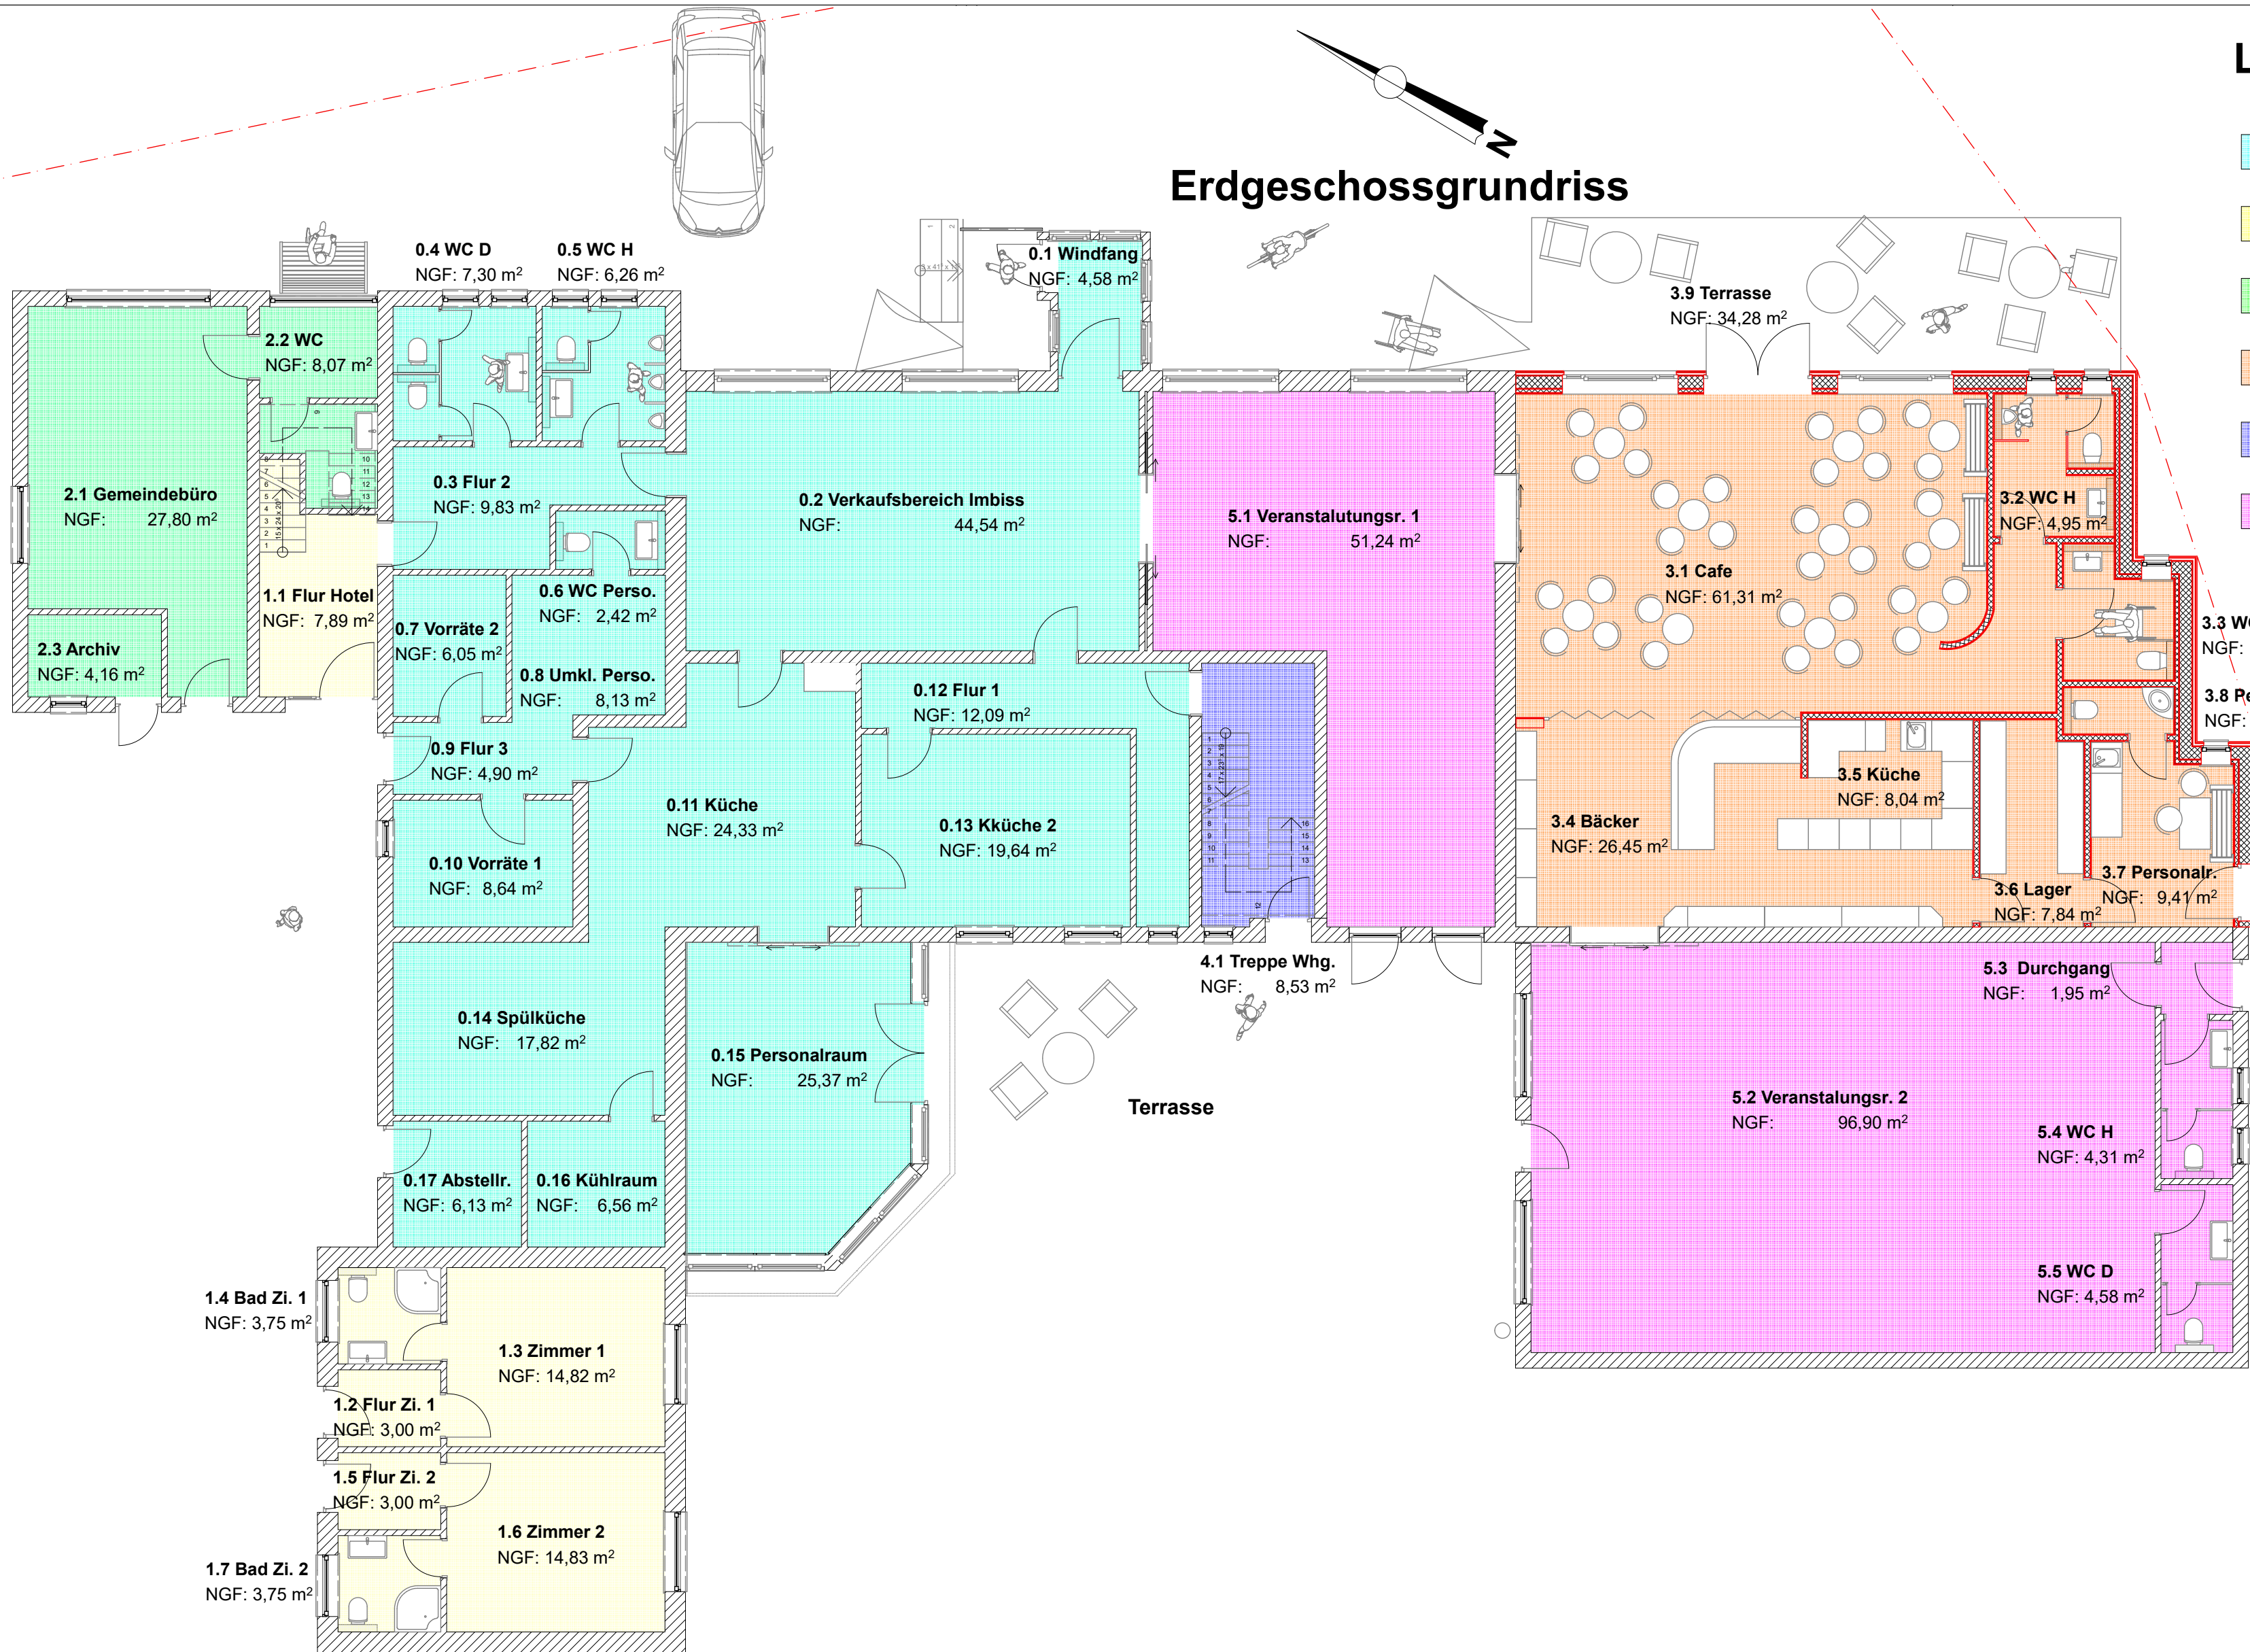 L
N
Erdgeschossgrundriss
0.4 WC D
NGF: 7,30 m²
0.5 WC H
NGF: 6,26 m²
0.1 Windfang
NGF: 4,58 m²
3.9 Terrasse
NGF: 34,28 m²
2.2 WC
NGF: 8,07 m²
2.1 Gemeindebüro
NGF: 27,80 m²
0.3 Flur 2
NGF: 9,83 m²
0.2 Verkaufsbereich Imbiss
NGF: 44,54 m²
5.1 Veranstalutungsr. 1
NGF: 51,24 m²
3.2 WC H
NGF: 4,95 m²
3.1 Cafe
NGF: 61,31 m²
1.1 Flur Hotel
NGF: 7,89 m²
0.6 WC Perso.
NGF: 2,42 m²
0.7 Vorräte 2
NGF: 6,05 m²
2.3 Archiv
NGF: 4,16 m²
0.8 Umkl. Perso.
NGF: 8,13 m²
0.12 Flur 1
NGF: 12,09 m²
3.3 W
NGF:
3.8 Pe
NGF:
0.9 Flur 3
NGF: 4,90 m²
0.11 Küche
NGF: 24,33 m²
0.13 Kküche 2
NGF: 19,64 m²
3.5 Küche
NGF: 8,04 m²
3.4 Bäcker
NGF: 26,45 m²
0.10 Vorräte 1
NGF: 8,64 m²
3.6 Lager
NGF: 7,84 m²
3.7 Personalr.
NGF: 9,41 m²
4.1 Treppe Whg.
NGF: 8,53 m²
5.3 Durchgang
NGF: 1,95 m²
0.14 Spülküche
NGF: 17,82 m²
0.15 Personalraum
NGF: 25,37 m²
Terrasse
5.2 Veranstalungsr. 2
NGF: 96,90 m²
5.4 WC H
NGF: 4,31 m²
0.17 Abstellr.
NGF: 6,13 m²
0.16 Kühlraum
NGF: 6,56 m²
5.5 WC D
NGF: 4,58 m²
1.4 Bad Zi. 1
NGF: 3,75 m²
1.3 Zimmer 1
NGF: 14,82 m²
1.2 Flur Zi. 1
NGF: 3,00 m²
1.5 Flur Zi. 2
NGF: 3,00 m²
1.6 Zimmer 2
NGF: 14,83 m²
1.7 Bad Zi. 2
NGF: 3,75 m²